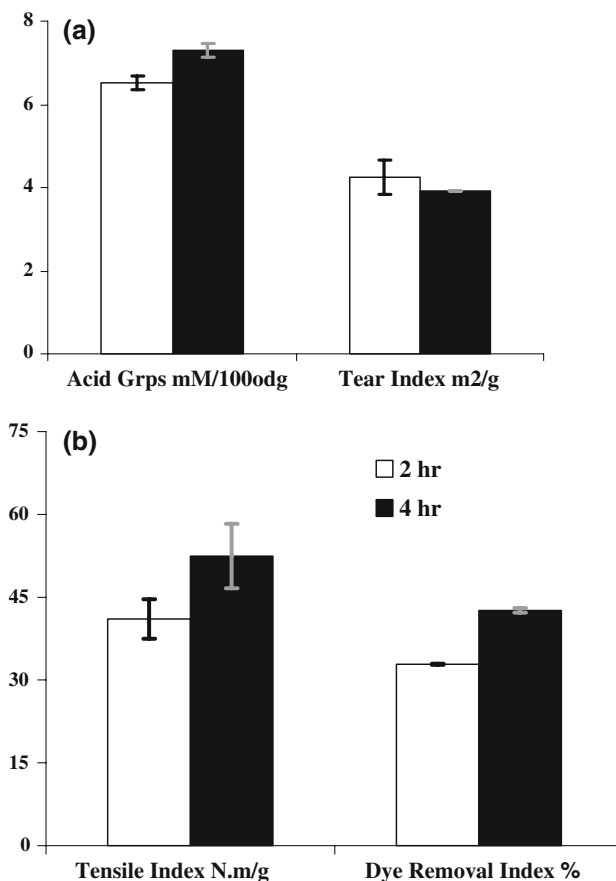 (a)
8
6
4
2
0
Acid Grps mM/100odg
Tear Index m2/g
(b)
75
60
45
30
15
0
2 hr
4 hr
Tensile Index N.m/g
Dye Removal Index %